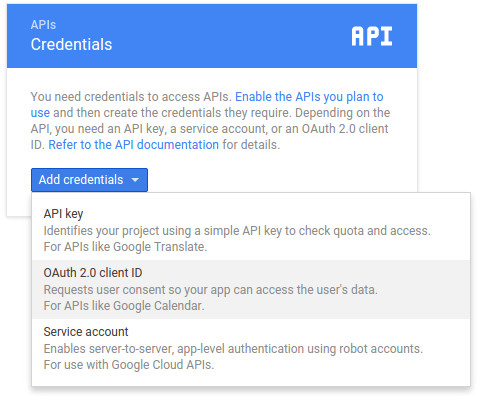 APIs
Credentials
API
You need credentials to access APIs. Enable the APIs you plan to
use and then create the credentials they require. Depending on the
API, you need an API key, a service account, or an OAuth 2.0 client
ID. Refer to the API documentation for details.
Add credentials
API key
Identifies your project using a simple API key to check quota and access.
For APIs like Google Translate.
OAuth 2.0 client ID
Requests user consent so your app can access the user's data.
For APIs like Google Calendar.
Service account
Enables server-to-server, app-level authentication using robot accounts.
For use with Google Cloud APIs.